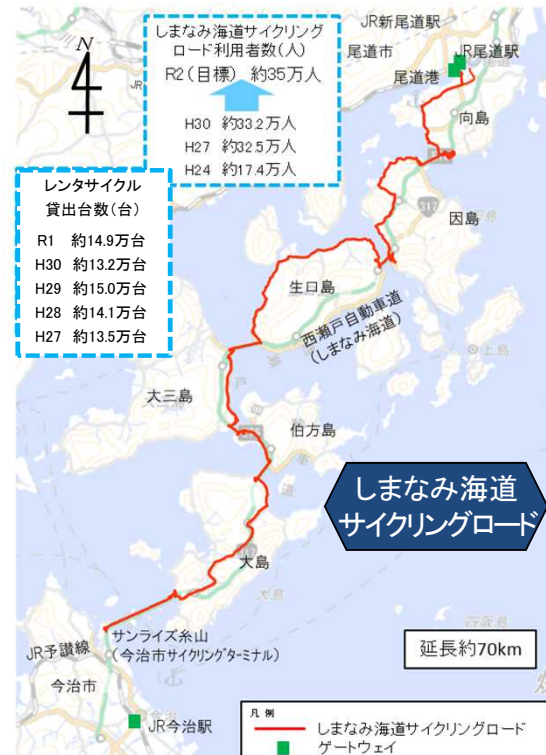 N
しまなみ海道サイクリング
ロード利用者数(人)
R2(目標) 約35万人
H30 約33.2万人
H27 約32.5万人
H24 約17.4万人
JR新尾道駅
尾道市
JR尾道駅
尾道港
向島
レンタサイクル
貸出台数(台)
R1 約14.9万台
H30 約13.2万台
H29 約15.0万台
H28 約14.1万台
H27 約13.5万台
317
因島
生口島
西瀬戸自動車道
(しまなみ海道)
上島
大三島
伯方島
しまなみ海道
サイクリングロード
大島
大島
四阪島
サンライズ糸山
(今治市サイクリングターミナル)
JR予讃線
今治市
JR今治駅
延長約70km
凡例
しまなみ海道サイクリングロード
ゲートウェイ